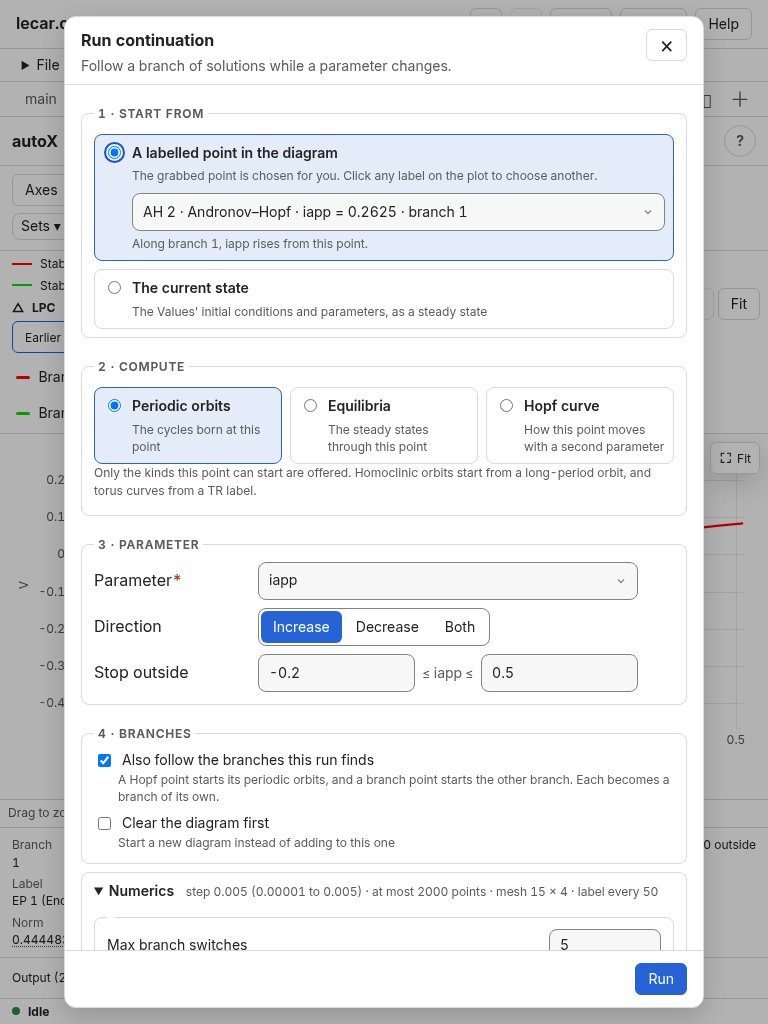 lecar.o
Help
Run continuation
Follow a branch of solutions while a parameter changes.
File
main
autoX
?
Axes
Sets ▾
1 · START FROM
A labelled point in the diagram
The grabbed point is chosen for you. Click any label on the plot to choose another.
AH 2 · Andronov–Hopf · iapp = 0.2625 · branch 1
Along branch 1, iapp rises from this point.
The current state
The Values' initial conditions and parameters, as a steady state
LPC
Earlier
Fit
2 · COMPUTE
Periodic orbits
The cycles born at this
point
Equilibria
The steady states
through this point
Hopf curve
How this point moves
with a second parameter
Only the kinds this point can start are offered. Homoclinic orbits start from a long-period orbit, and
torus curves from a TR label.
Fit
0.2
0.1
0
-0.1
-0.2
-0.3
-0.4
V
0.5
3 · PARAMETER
Parameter*
iapp
Direction
Increase
Decrease
Both
Stop outside
-0.2
≤ iapp ≤
0.5
4 · BRANCHES
Also follow the branches this run finds
A Hopf point starts its periodic orbits, and a branch point starts the other branch. Each becomes a
branch of its own.
Clear the diagram first
Start a new diagram instead of adding to this one
Drag to zo
Branch
1
0 outside
Label
EP 1 (End
Norm
0.44448
Numerics
step 0.005 (0.00001 to 0.005) · at most 2000 points · mesh 15 × 4 · label every 50
Max branch switches
5
Output (2
Run
Idle